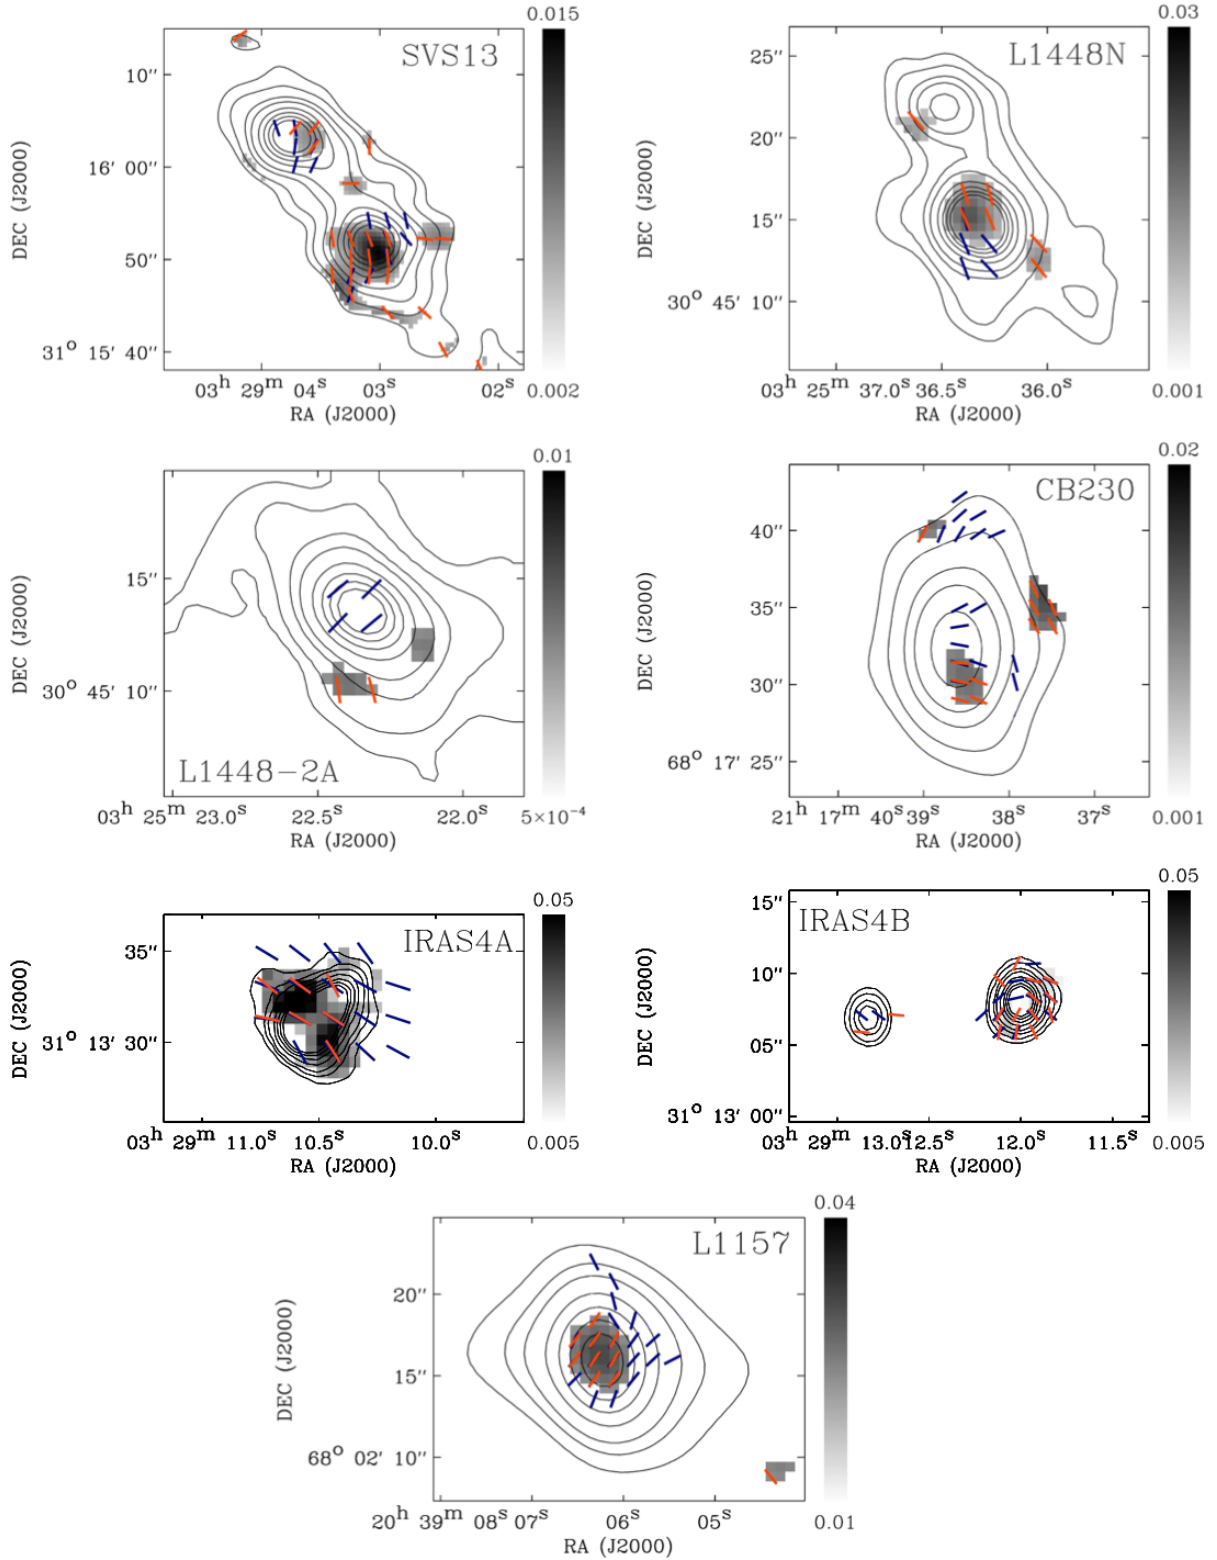 SVS13
0.015
0.002
10″
16′ 00″
50″
31° 15′ 40″
DEC (J2000)
03ʰ 29ᵐ 04ˢ 03ˢ 02ˢ
RA (J2000)
L1448N
0.03
0.001
25″
20″
15″
30° 45′ 10″
DEC (J2000)
03ʰ 25ᵐ 37.0ˢ 36.5ˢ 36.0ˢ
RA (J2000)
L1448-2A
0.01
5×10⁻⁴
15″
30° 45′ 10″
DEC (J2000)
03ʰ 25ᵐ 23.0ˢ 22.5ˢ 22.0ˢ
RA (J2000)
CB230
0.02
0.001
40″
35″
30″
68° 17′ 25″
DEC (J2000)
21ʰ 17ᵐ 40ˢ 39ˢ 38ˢ 37ˢ
RA (J2000)
IRAS4A
0.05
0.005
35″
31° 13′ 30″
DEC (J2000)
03ʰ 29ᵐ 11.0ˢ 10.5ˢ 10.0ˢ
RA (J2000)
IRAS4B
0.05
0.005
15″
10″
05″
31° 13′ 00″
DEC (J2000)
03ʰ 29ᵐ 13.0ˢ 12.5ˢ 12.0ˢ 11.5ˢ
RA (J2000)
L1157
0.04
0.01
20″
15″
68° 02′ 10″
DEC (J2000)
20ʰ 39ᵐ 08ˢ 07ˢ 06ˢ 05ˢ
RA (J2000)